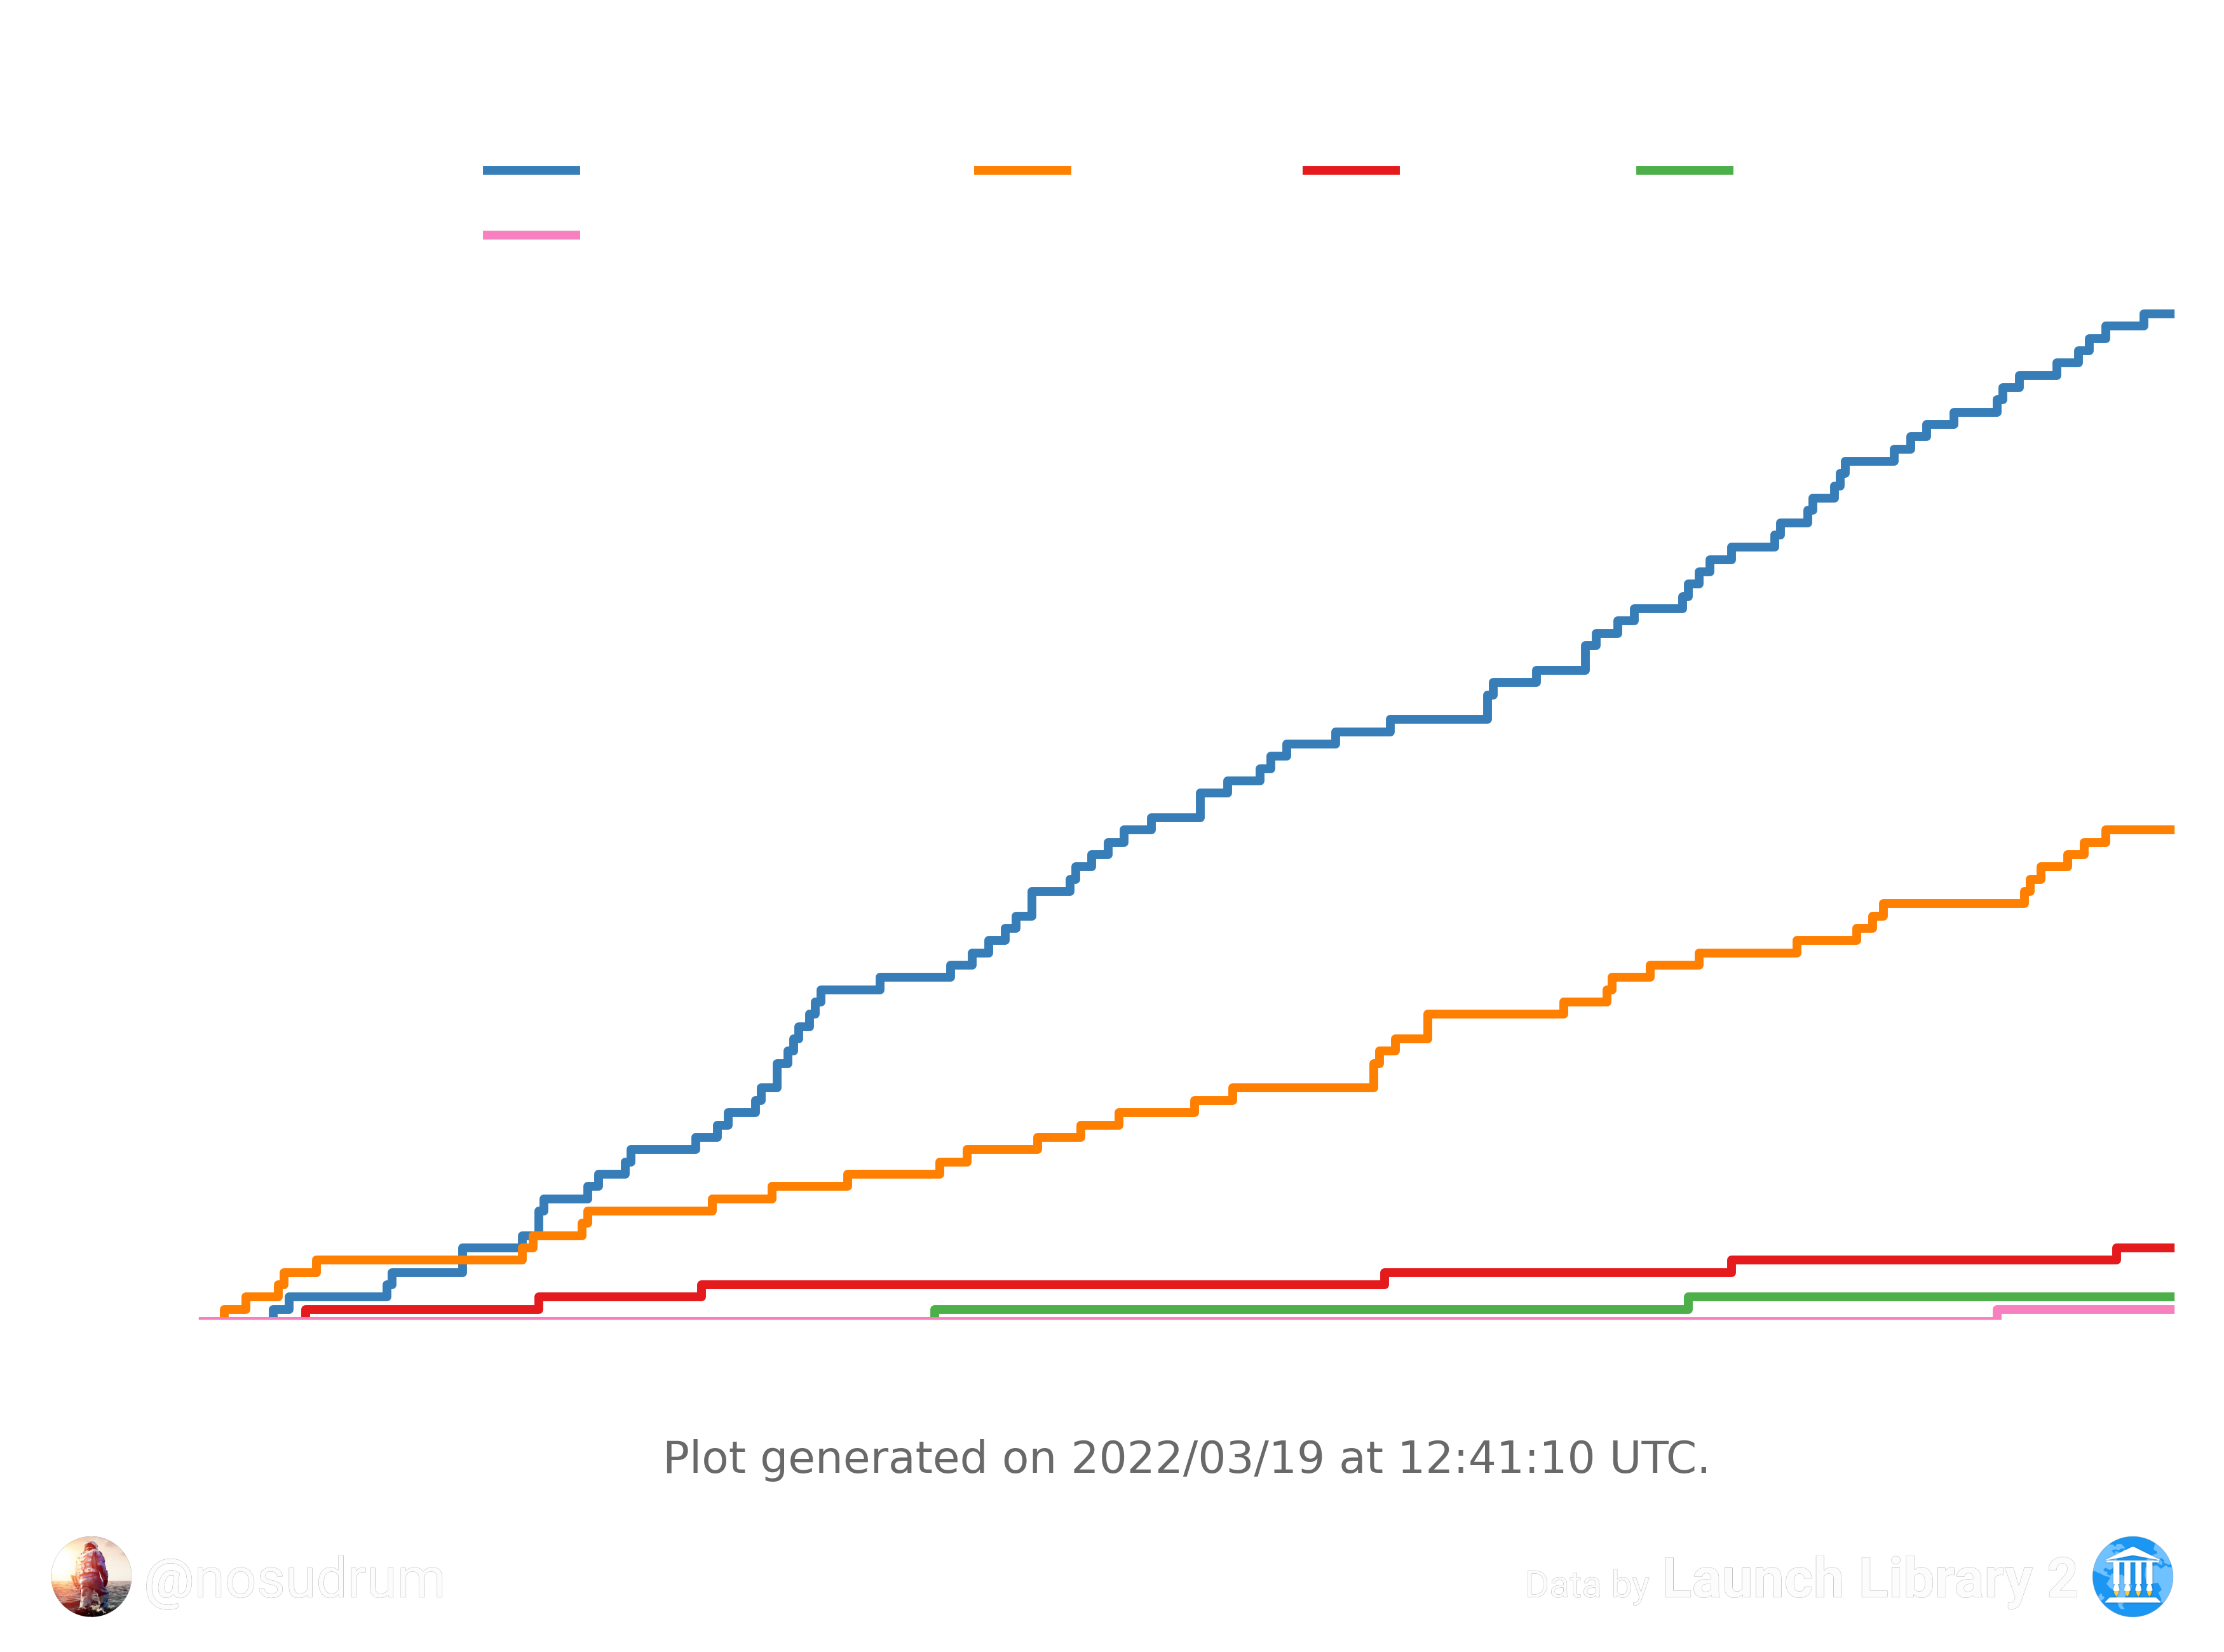 Plot generated on 2022/03/19 at 12:41:10 UTC.
@nosudrum
Data by Launch Library 2